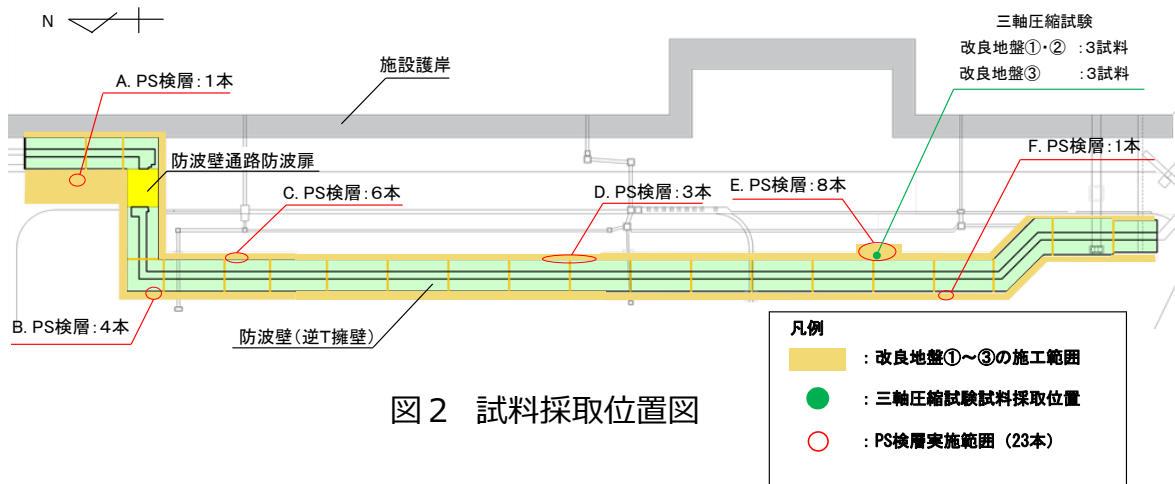 N
三軸圧縮試験
改良地盤①・② :3試料
改良地盤③ :3試料
施設護岸
A. PS検層:1本
F. PS検層:1本
防波壁通路防波扉
C. PS検層:6本
D. PS検層:3本
E. PS検層:8本
B. PS検層:4本
防波壁(逆T擁壁)
凡例
:改良地盤①~③の施工範囲
:三軸圧縮試験試料採取位置
:PS検層実施範囲(23本)
図2 試料採取位置図